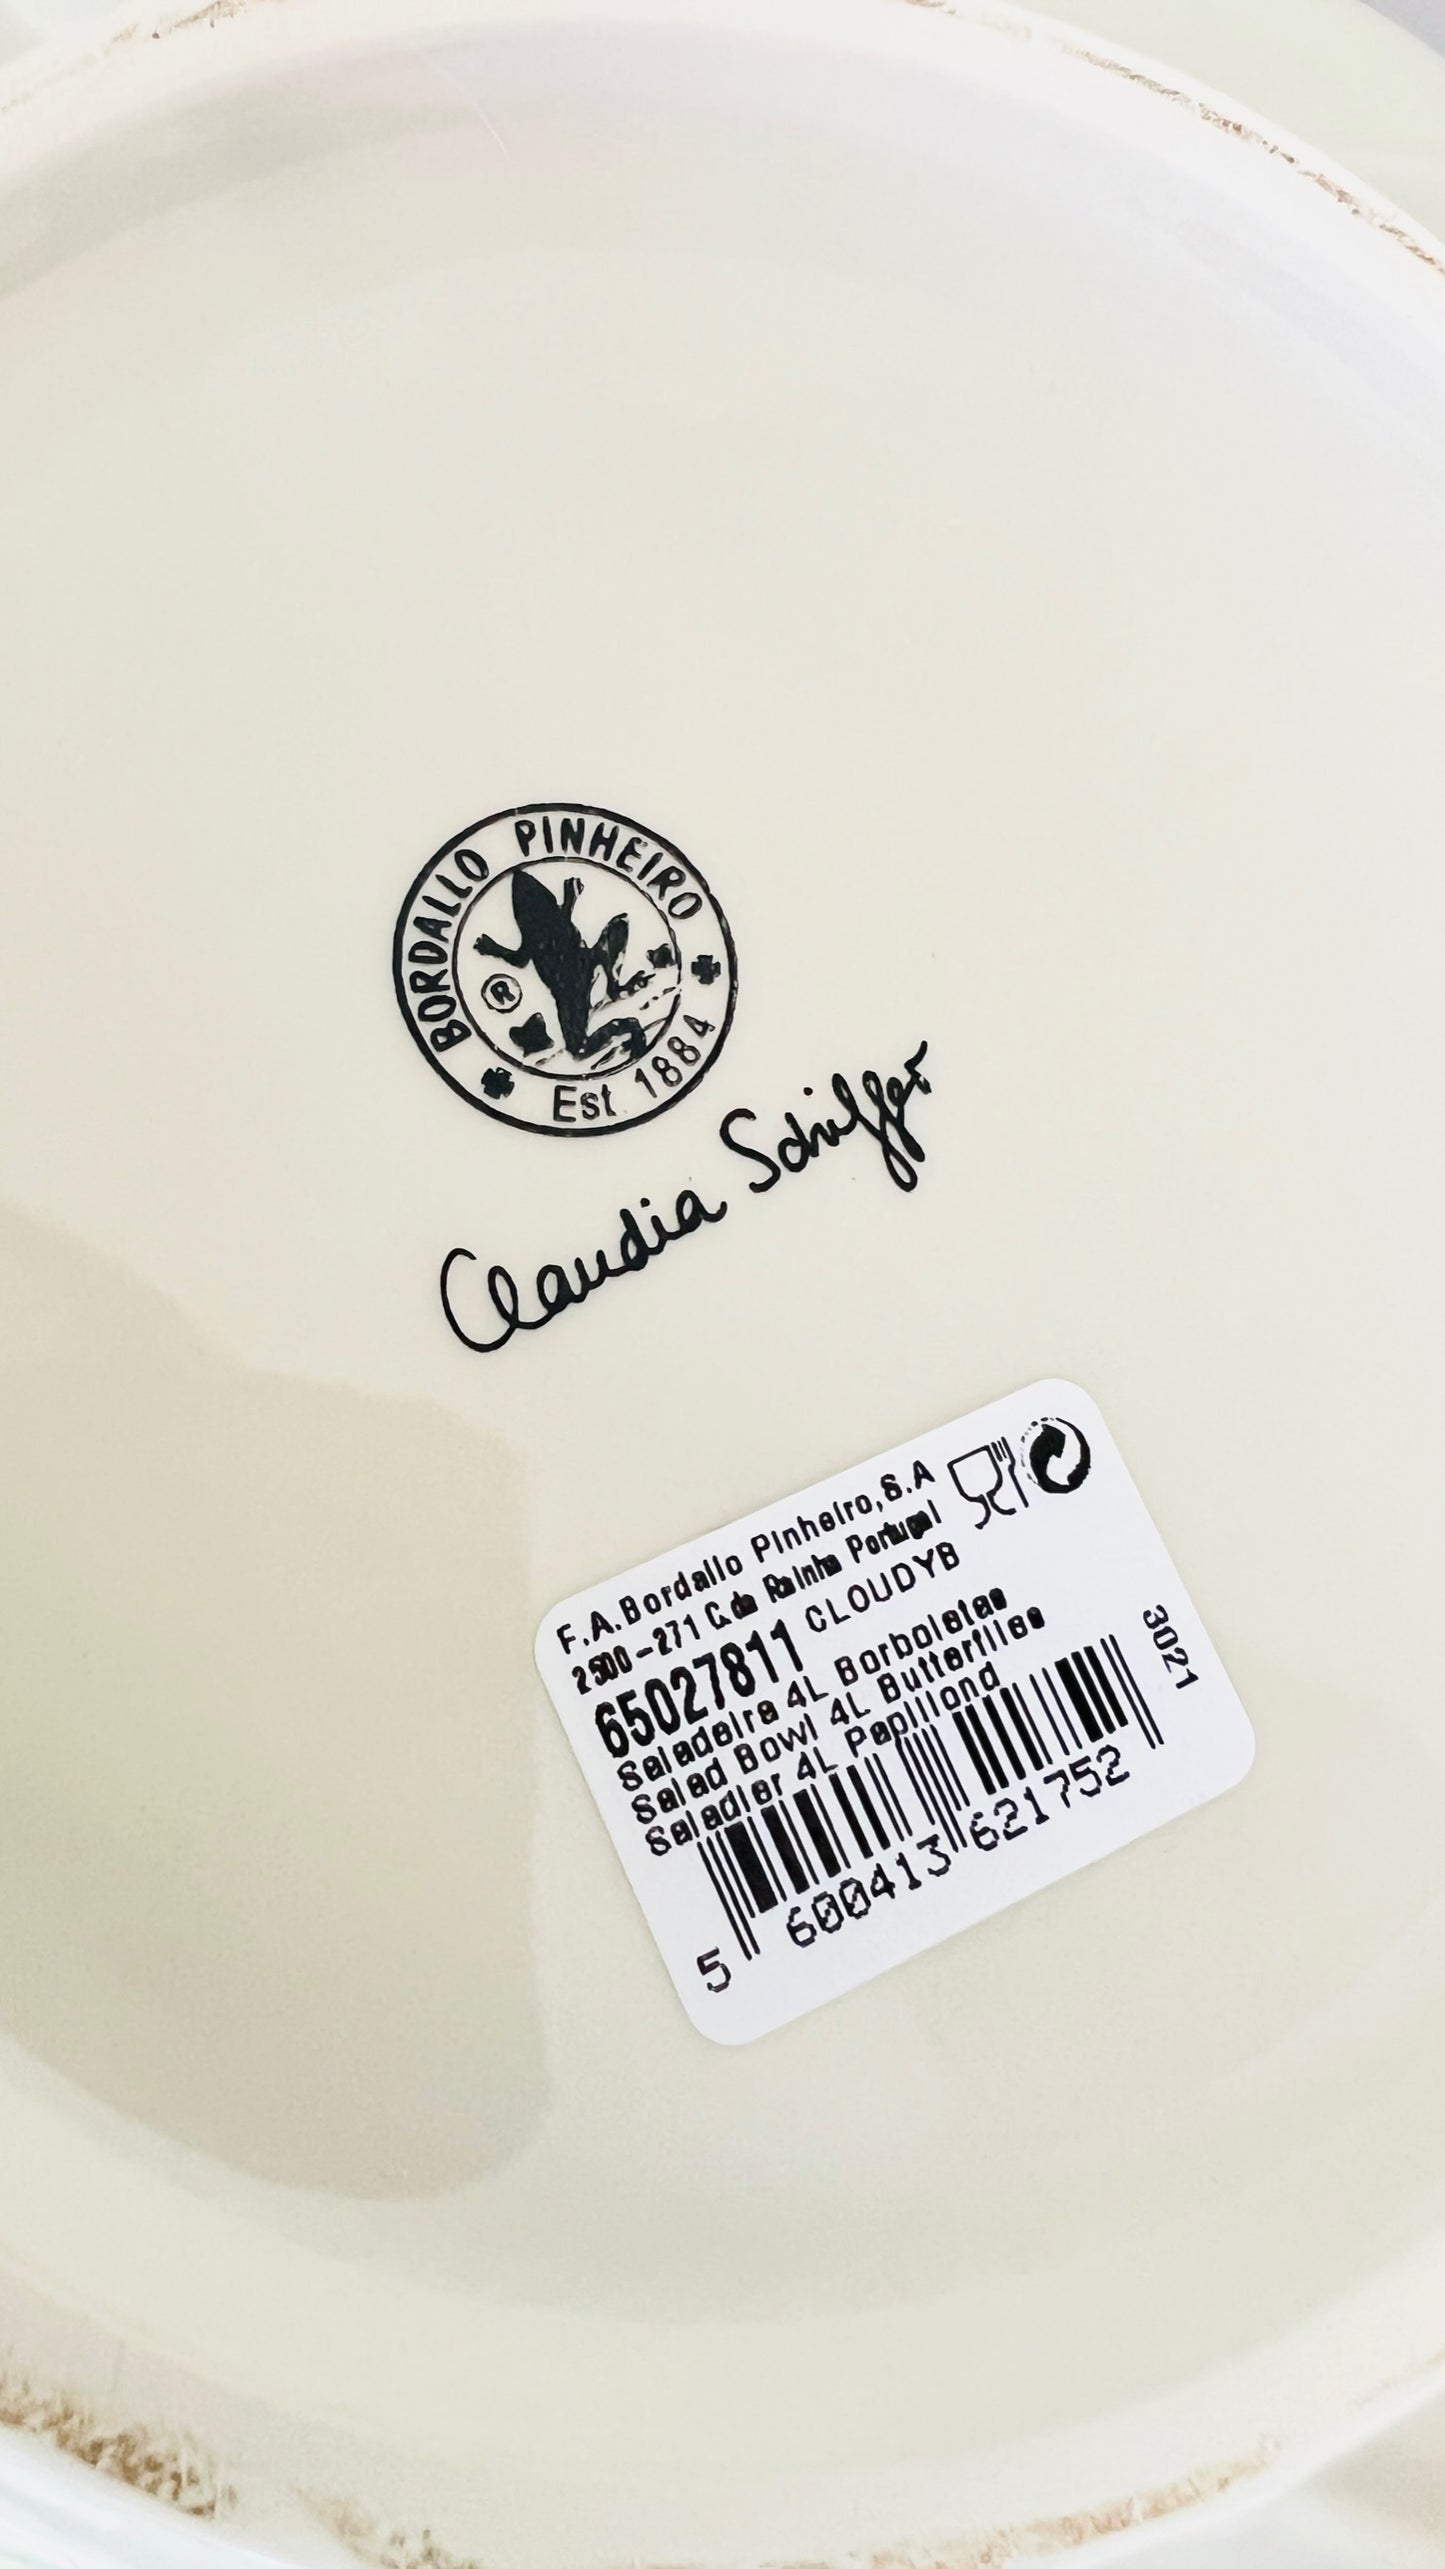 BORDALLO PINHEIRO
®
Est 1884
Claudia Schiffer
F.A.Bordallo Pinheiro,S.A
2500-271 C.da Rainha Portugal
65027811 CLOUDYB
Saladeira 4L Borboletas
Salad Bowl 4L Butterflies
Saladier 4L Papillond
3021
5 600413 621752